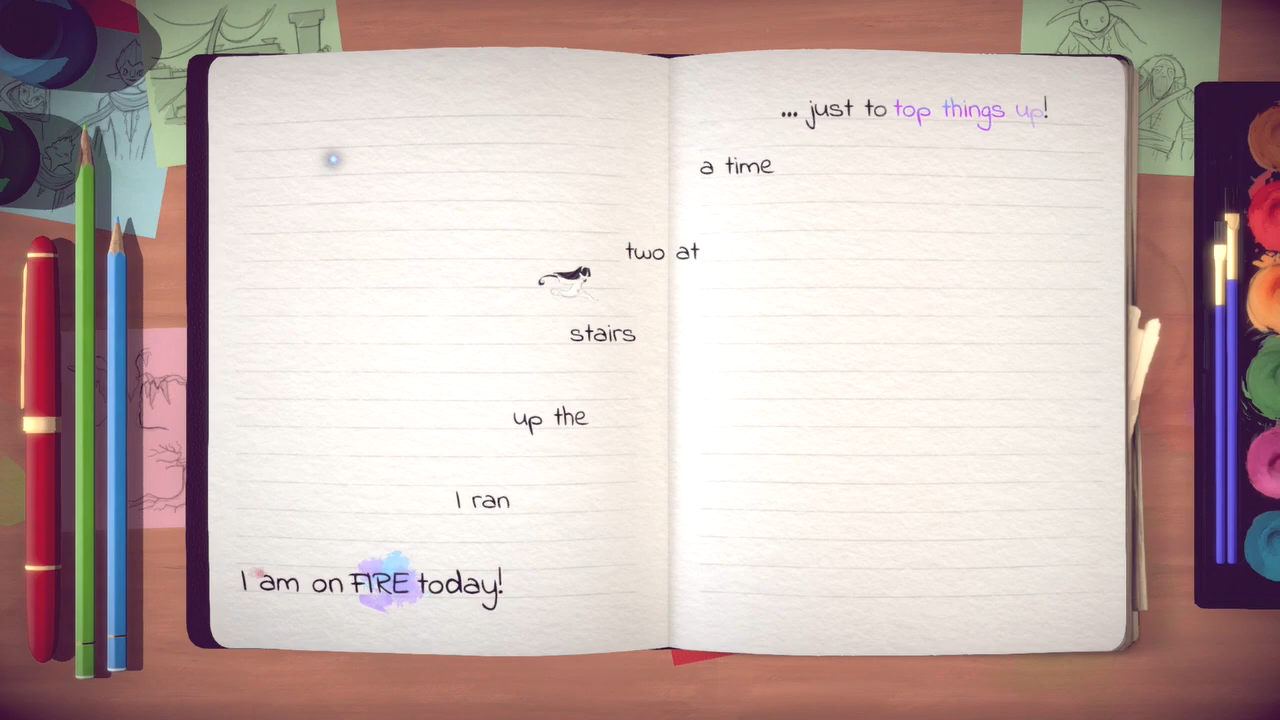 I am on FIRE today!
I ran
up the
stairs
two at
a time
... just to top things up!